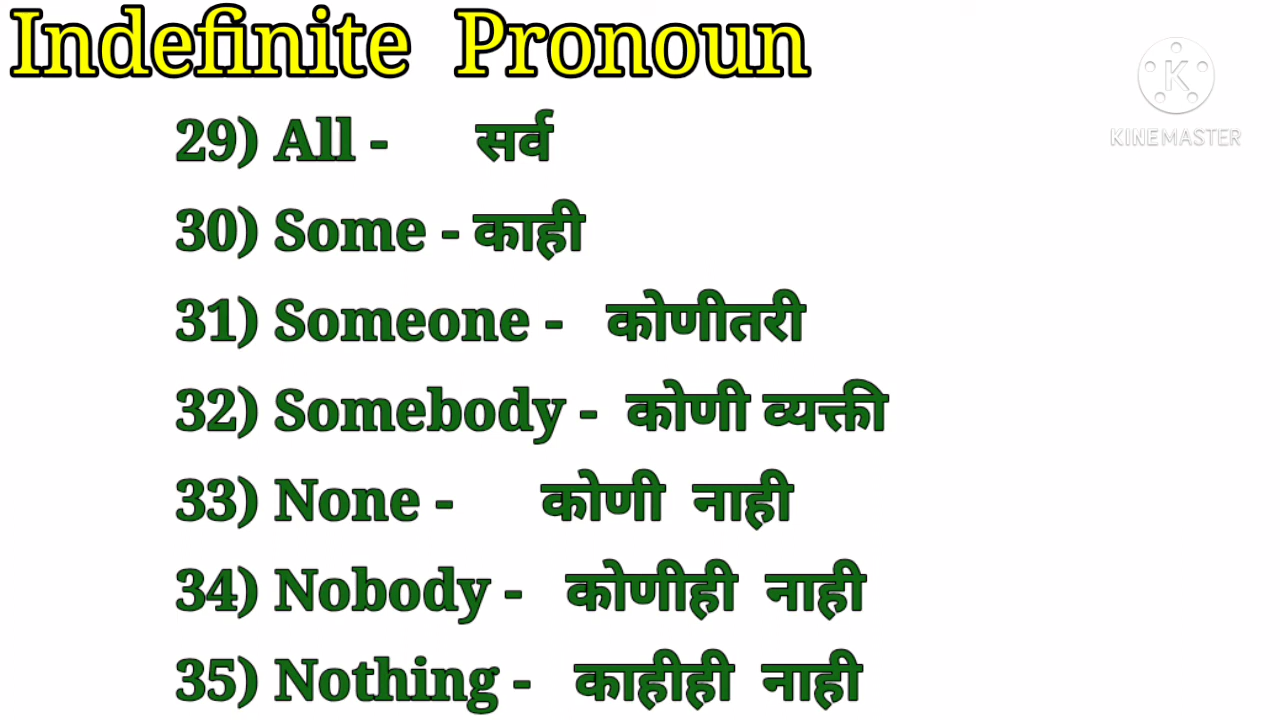 Indefinite Pronoun
K
KINEMASTER
29) All - सर्व
30) Some - काही
31) Someone - कोणीतरी
32) Somebody - कोणी व्यक्ती
33) None - कोणी नाही
34) Nobody - कोणीही नाही
35) Nothing - काहीही नाही